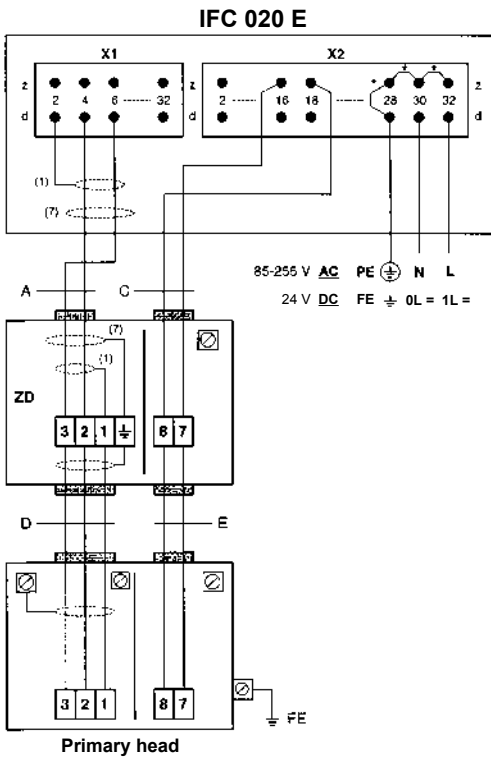 IFC 020 E
X1 X2
z z z
2 4 6 32 2 16 18 28 30 32
d d d
(1)
(7)
85-255 V AC PE N L
24 V DC FE 0L = 1L =
A C
(7)
(1)
ZD
3 2 1 8 7
D E
3 2 1 8 7
FE
Primary head